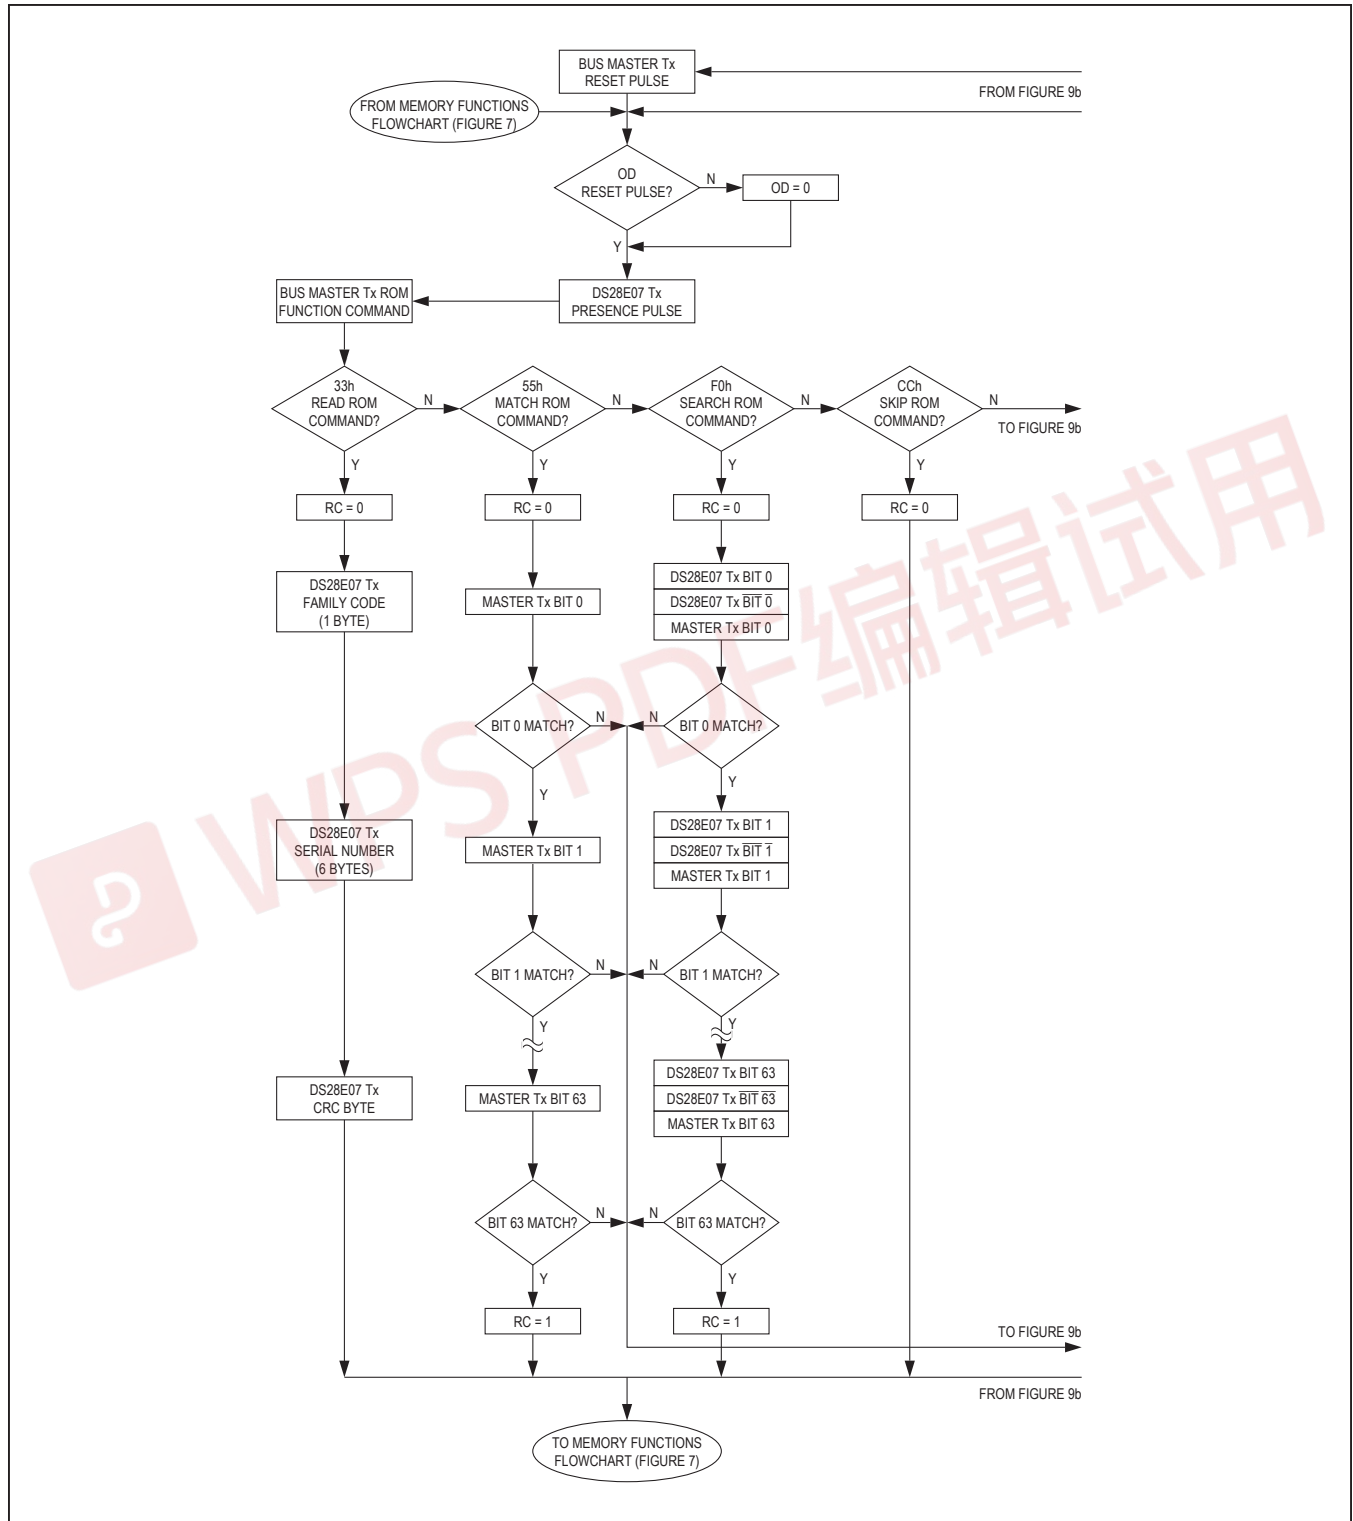 BUS MASTER Tx
RESET PULSE
FROM FIGURE 9b
FROM MEMORY FUNCTIONS
FLOWCHART (FIGURE 7)
OD
RESET PULSE?
N
OD = 0
Y
BUS MASTER Tx ROM
FUNCTION COMMAND
DS28E07 Tx
PRESENCE PULSE
33h
READ ROM
COMMAND?
N
55h
MATCH ROM
COMMAND?
N
F0h
SEARCH ROM
COMMAND?
N
CCh
SKIP ROM
COMMAND?
N
TO FIGURE 9b
Y
Y
Y
Y
RC = 0
RC = 0
RC = 0
RC = 0
DS28E07 Tx
FAMILY CODE
(1 BYTE)
MASTER Tx BIT 0
DS28E07 Tx BIT 0
DS28E07 Tx B̅I̅T̅ 0̅
MASTER Tx BIT 0
BIT 0 MATCH?
N
N
BIT 0 MATCH?
Y
Y
DS28E07 Tx
SERIAL NUMBER
(6 BYTES)
MASTER Tx BIT 1
DS28E07 Tx BIT 1
DS28E07 Tx B̅I̅T̅ 1̅
MASTER Tx BIT 1
BIT 1 MATCH?
N
N
BIT 1 MATCH?
Y
Y
DS28E07 Tx
CRC BYTE
MASTER Tx BIT 63
DS28E07 Tx BIT 63
DS28E07 Tx B̅I̅T̅ 6̅3̅
MASTER Tx BIT 63
BIT 63 MATCH?
N
N
BIT 63 MATCH?
Y
Y
RC = 1
RC = 1
TO FIGURE 9b
FROM FIGURE 9b
TO MEMORY FUNCTIONS
FLOWCHART (FIGURE 7)
WPS PDF编辑试用